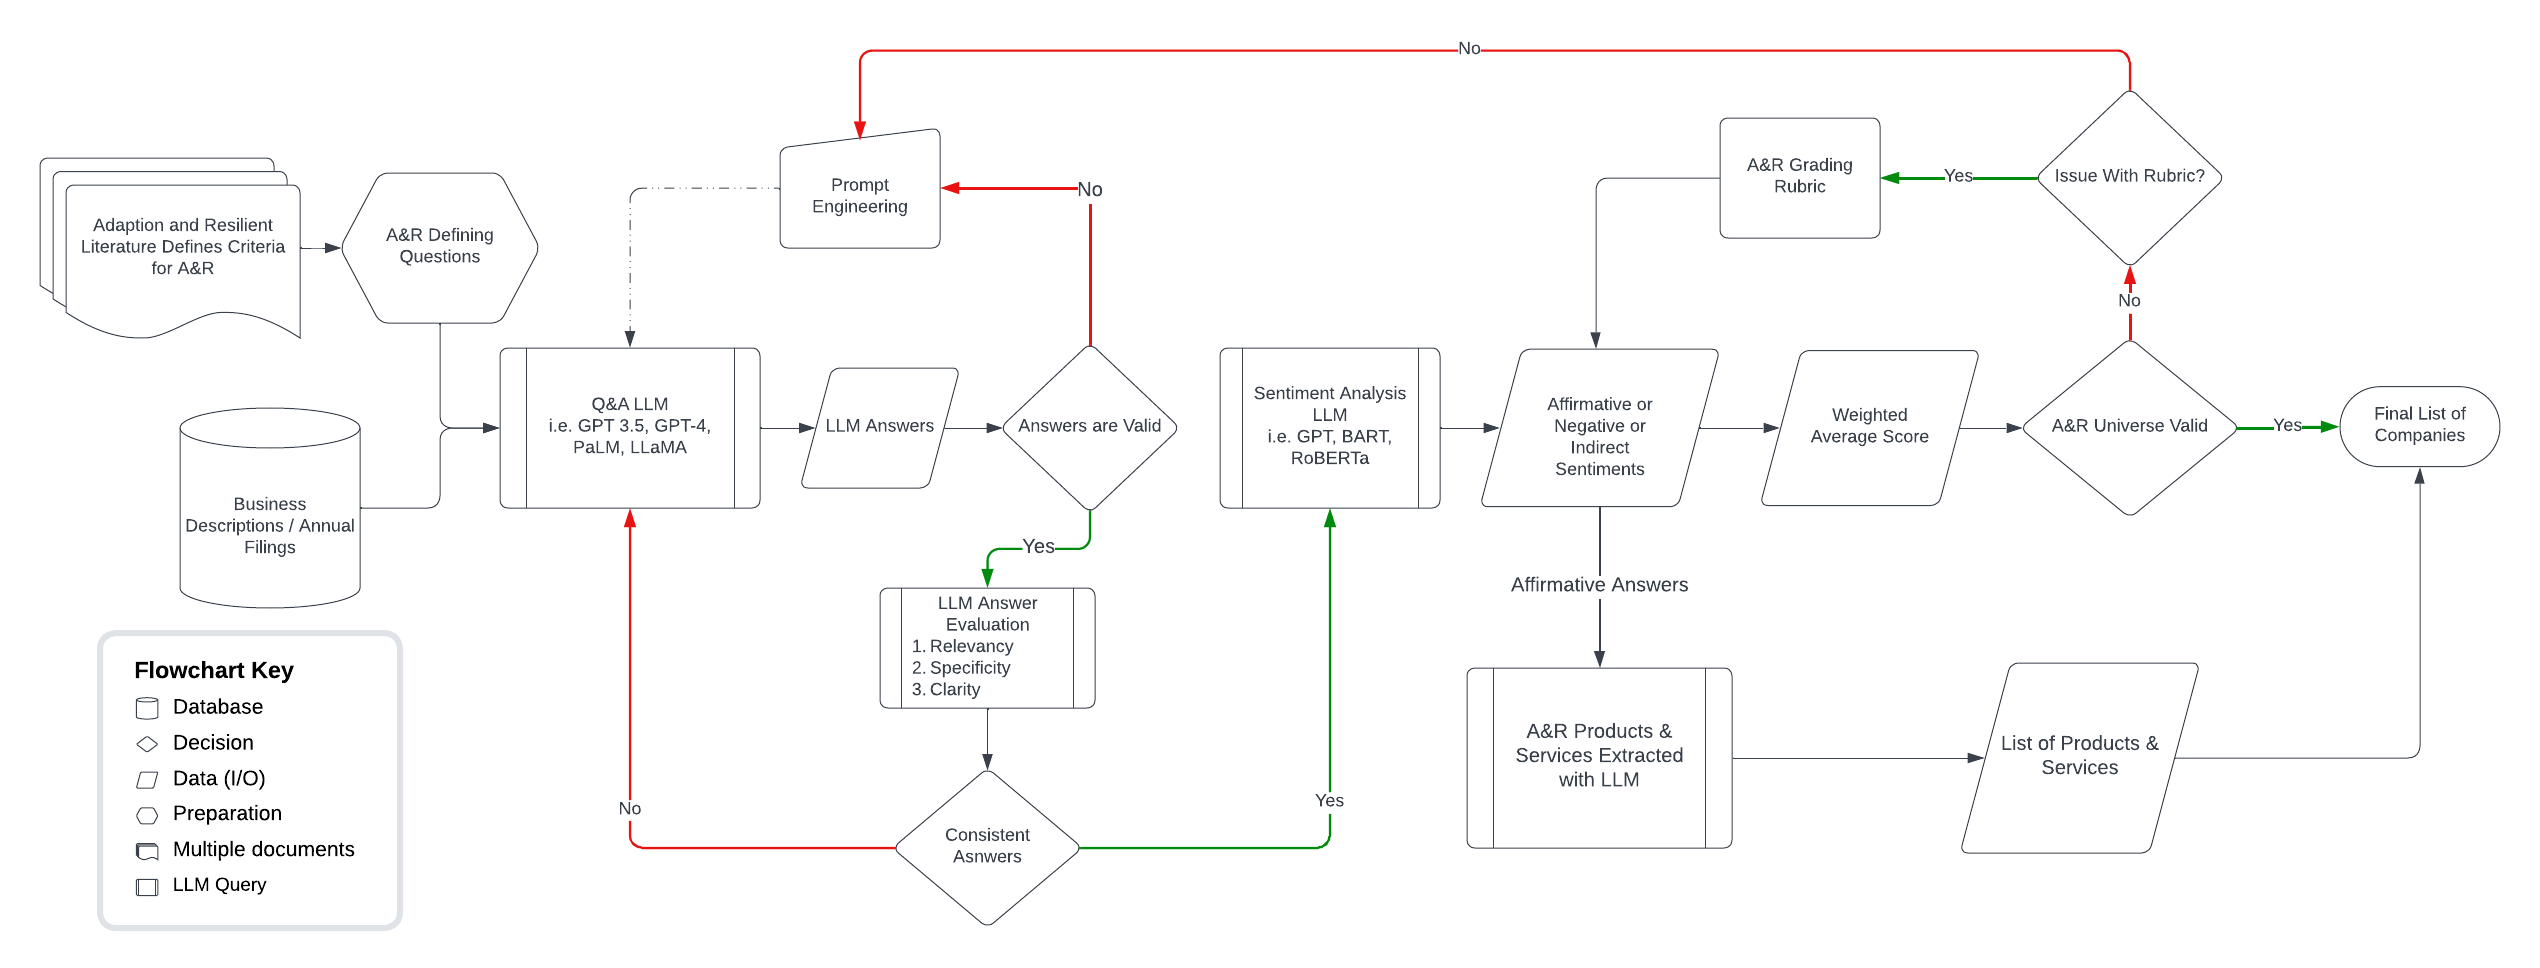 No
Adaption and Resilient
Literature Defines Criteria
for A&R
A&R Defining
Questions
Prompt
Engineering
No
A&R Grading
Rubric
Yes
Issue With Rubric?
No
Business
Descriptions / Annual
Filings
Q&A LLM
i.e. GPT 3.5, GPT-4,
PaLM, LLaMA
LLM Answers
Answers are Valid
Sentiment Analysis
LLM
i.e. GPT, BART,
RoBERTa
Affirmative or
Negative or
Indirect
Sentiments
Weighted
Average Score
A&R Universe Valid
Yes
Final List of
Companies
Yes
LLM Answer
Evaluation
1. Relevancy
2. Specificity
3. Clarity
Affirmative Answers
No
Consistent
Asnwers
Yes
A&R Products &
Services Extracted
with LLM
List of Products &
Services
Flowchart Key
Database
Decision
Data (I/O)
Preparation
Multiple documents
LLM Query